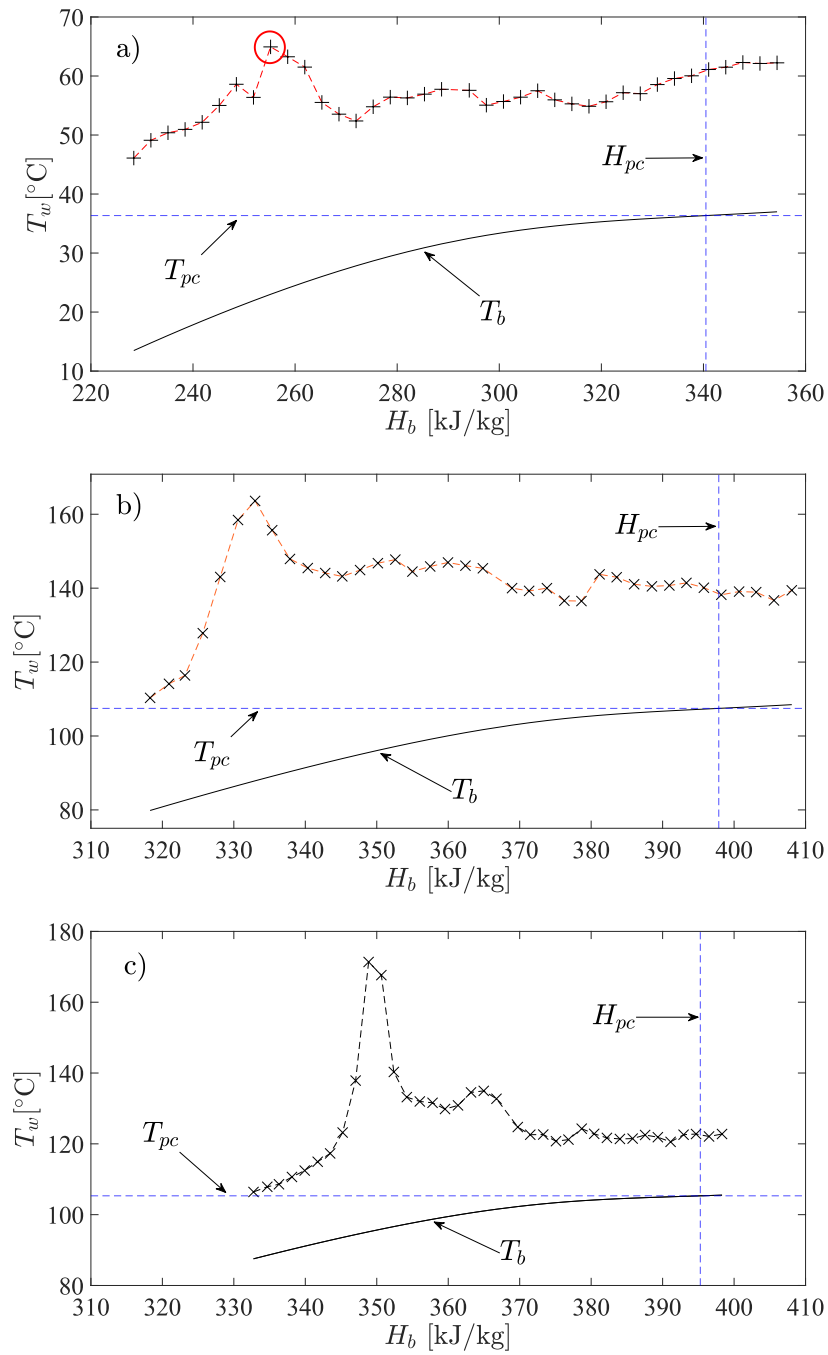 a)
70
60
50
40
30
20
10
T_w[°C]
H_pc
T_pc
T_b
220 240 260 280 300 320 340 360
H_b [kJ/kg]
b)
160
140
120
100
80
T_w[°C]
H_pc
T_pc
T_b
310 320 330 340 350 360 370 380 390 400 410
H_b [kJ/kg]
c)
180
160
140
120
100
80
T_w[°C]
H_pc
T_pc
T_b
310 320 330 340 350 360 370 380 390 400 410
H_b [kJ/kg]